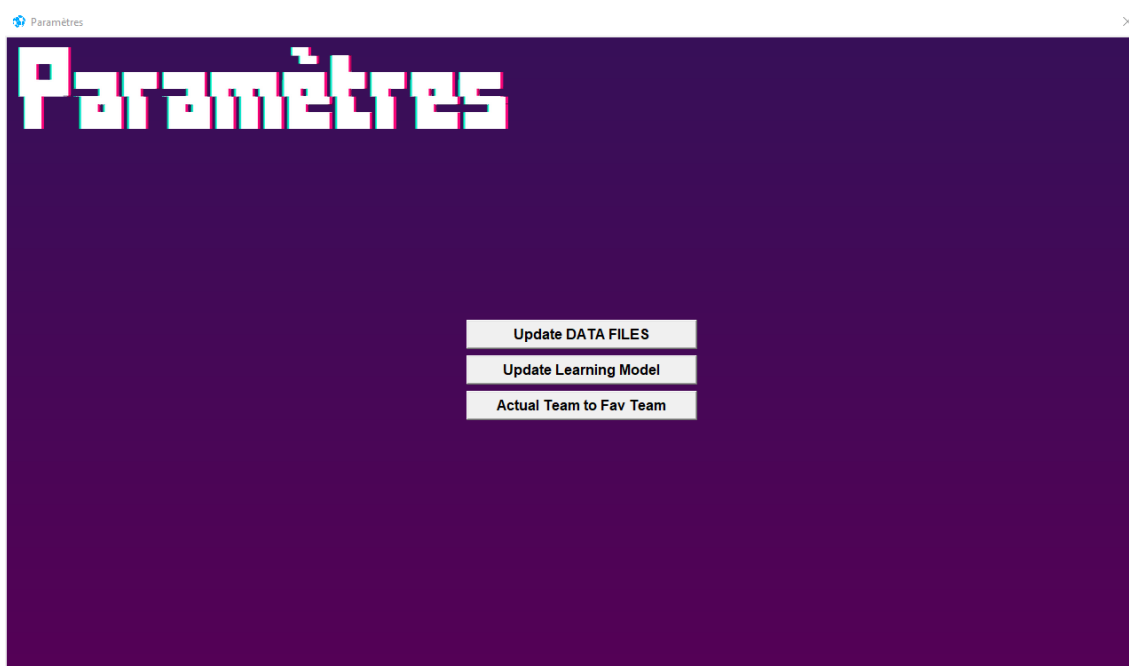 Paramètres
Paramètres
Update DATA FILES
Update Learning Model
Actual Team to Fav Team